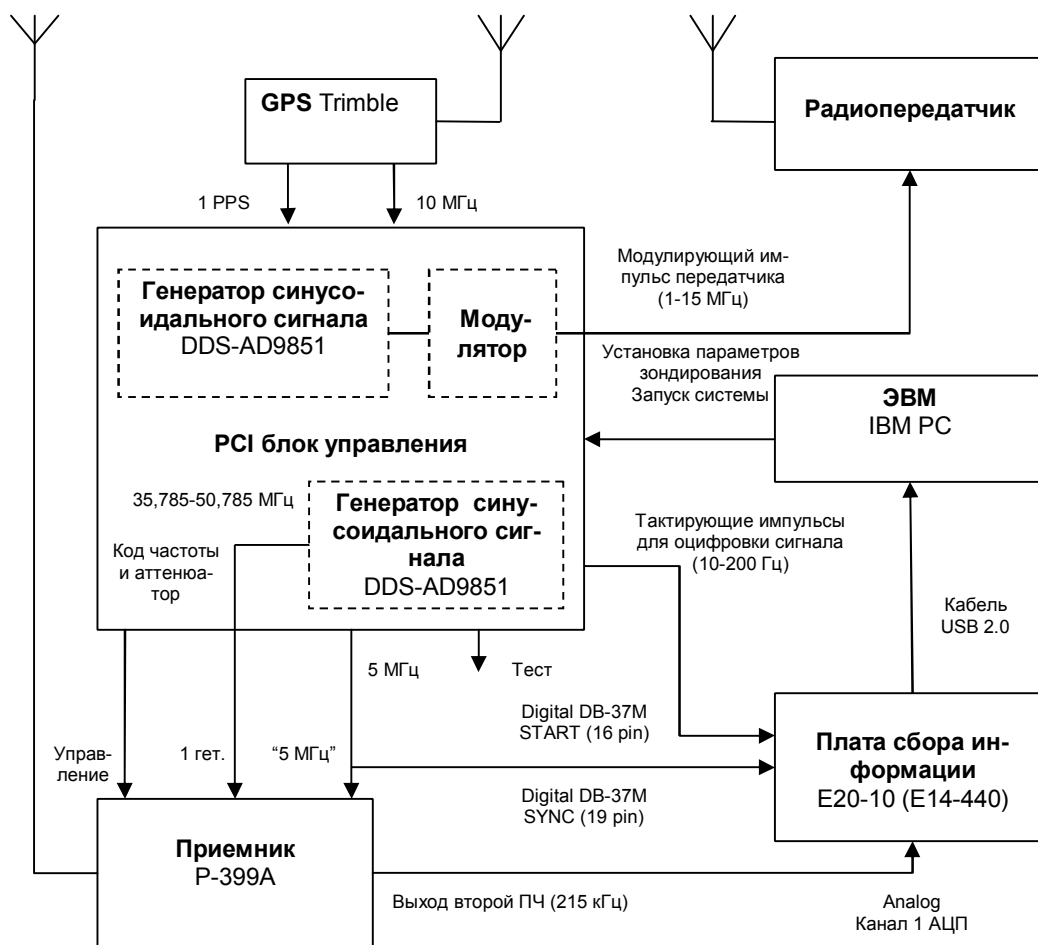 GPS Trimble
Радиопередатчик
1 PPS
10 МГц
Модулирующий им-
пульс передатчика
(1-15 МГц)
Генератор синусо-
идального сигнала
DDS-AD9851
Моду-
лятор
Установка параметров
зондирования
Запуск системы
ЭВМ
IBM PC
PCI блок управления
35,785-50,785 МГц
Генератор сину-
соидального сиг-
нала
DDS-AD9851
Код частоты
и аттенюа-
тор
Тактирующие импульсы
для оцифровки сигнала
(10-200 Гц)
Кабель
USB 2.0
5 МГц
Тест
Digital DB-37M
START (16 pin)
Управ-
ление
1 гет.
“5 МГц”
Плата сбора ин-
формации
E20-10 (E14-440)
Digital DB-37M
SYNC (19 pin)
Приемник
Р-399А
Выход второй ПЧ (215 кГц)
Analog
Канал 1 АЦП